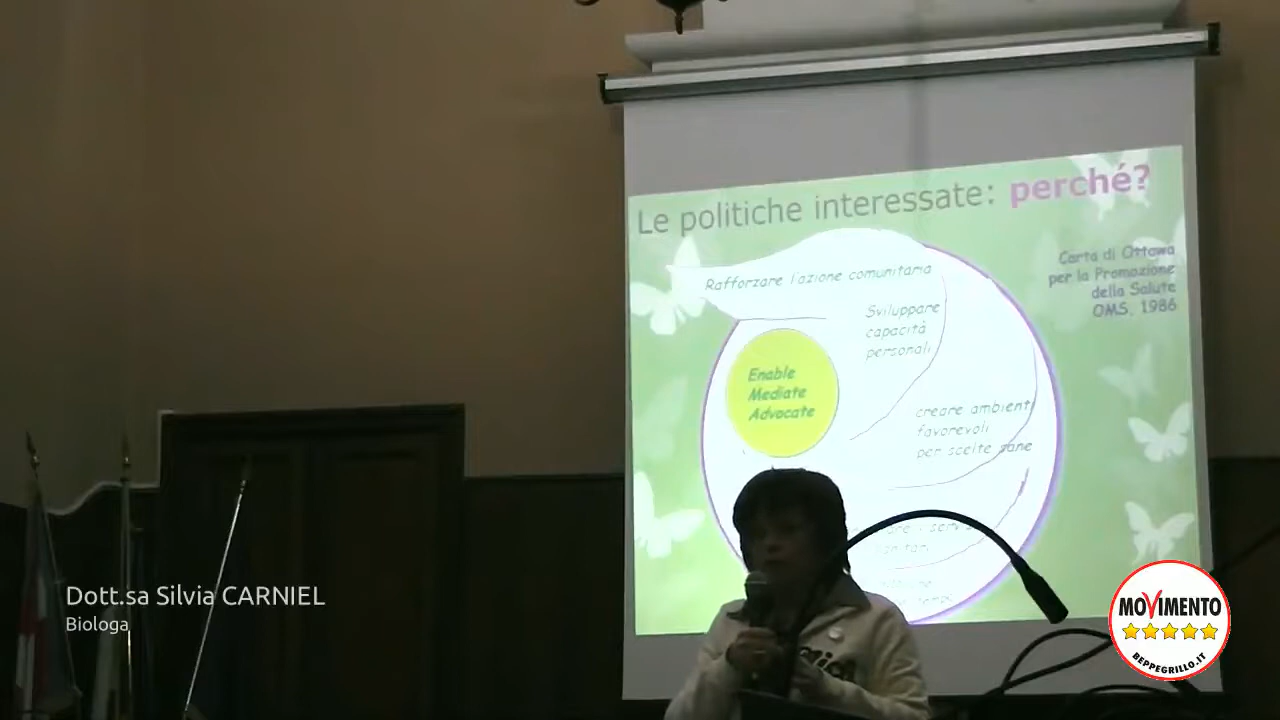 Le politiche interessate: perché?
Carta di Ottawa
per la Promozione
della Salute
OMS, 1986
Rafforzare l'azione comunitaria
Sviluppare
capacità
personali
Enable
Mediate
Advocate
creare ambienti
favorevoli
per scelte sane
Dott.sa Silvia CARNIEL
Biologa
MOVIMENTO
BEPPEGRILLO.IT